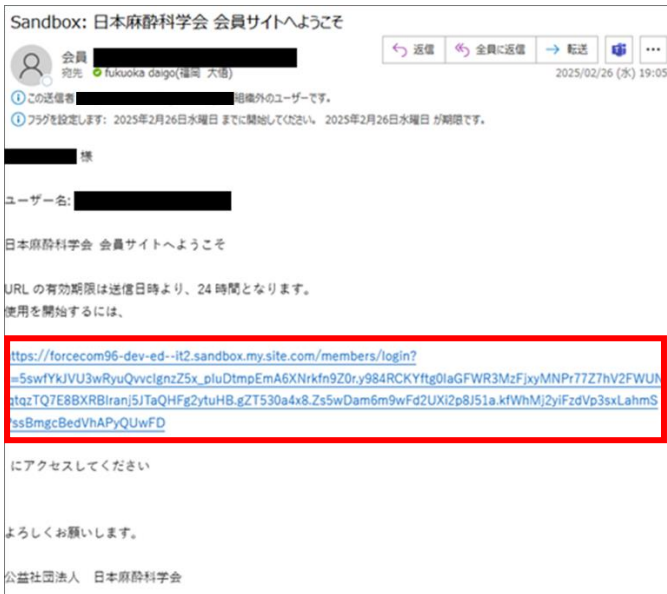 Sandbox: 日本麻酔科学会 会員サイトへようこそ
返信 全員に返信 転送
会員
宛先 fukuoka daigo(福岡 大悟)
2025/02/26 (水) 19:05
この送信者 組織外のユーザーです。
フラグを設定します: 2025年2月26日水曜日 までに開始してください。 2025年2月26日水曜日 が期限です。
様
ユーザー名:
日本麻酔科学会 会員サイトへようこそ
URL の有効期限は送信日時より、24 時間となります。
使用を開始するには、
ttps://forcecom96-dev-ed--it2.sandbox.my.site.com/members/login?
にアクセスしてください
よろしくお願いします。
公益社団法人 日本麻酔科学会